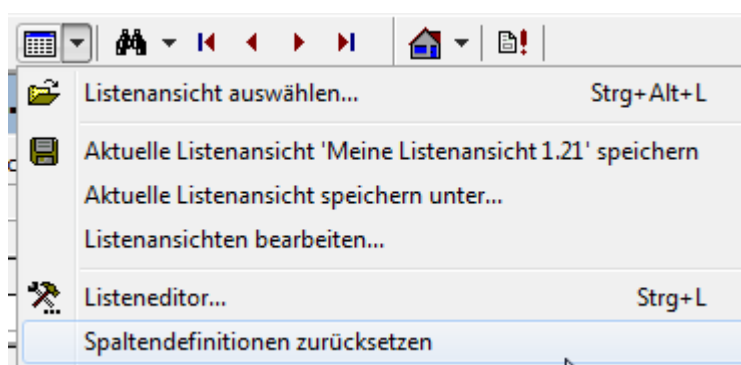 Listenansicht auswählen... Strg+Alt+L
Aktuelle Listenansicht 'Meine Listenansicht 1.21' speichern
Aktuelle Listenansicht speichern unter...
Listenansichten bearbeiten...
Listeneditor... Strg+L
Spaltendefinitionen zurücksetzen